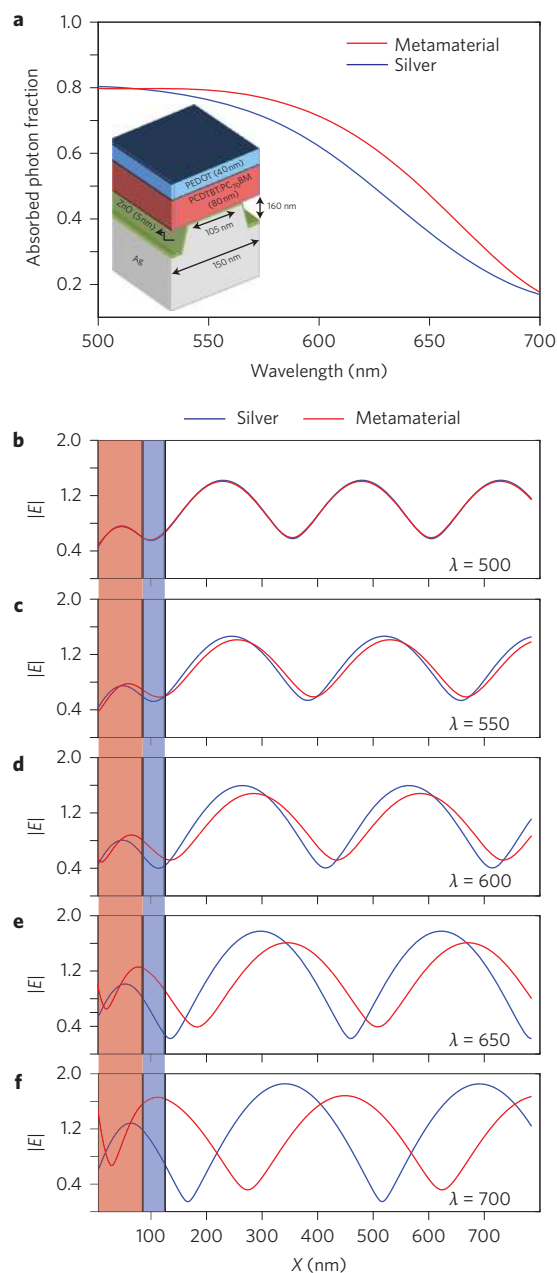 a
1.0
0.8
0.6
0.4
0.2
Absorbed photon fraction
Metamaterial
Silver
PEDOT (40 nm)
PCDTBT:PC70BM
(80 nm)
ZnO (5 nm)
Ag
160 nm
105 nm
150 nm
500 550 600 650 700
Wavelength (nm)
Silver Metamaterial
b
2.0
1.2
0.4
|E|
λ = 500
c
2.0
1.2
0.4
|E|
λ = 550
d
2.0
1.2
0.4
|E|
λ = 600
e
2.0
1.2
0.4
|E|
λ = 650
f
2.0
1.2
0.4
|E|
λ = 700
100 200 300 400 500 600 700
X (nm)